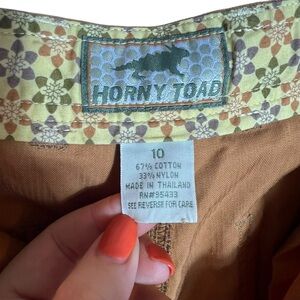 HORNY TOAD
10
67% COTTON
33% NYLON
MADE IN THAILAND
RN#95433
SEE REVERSE FOR CARE